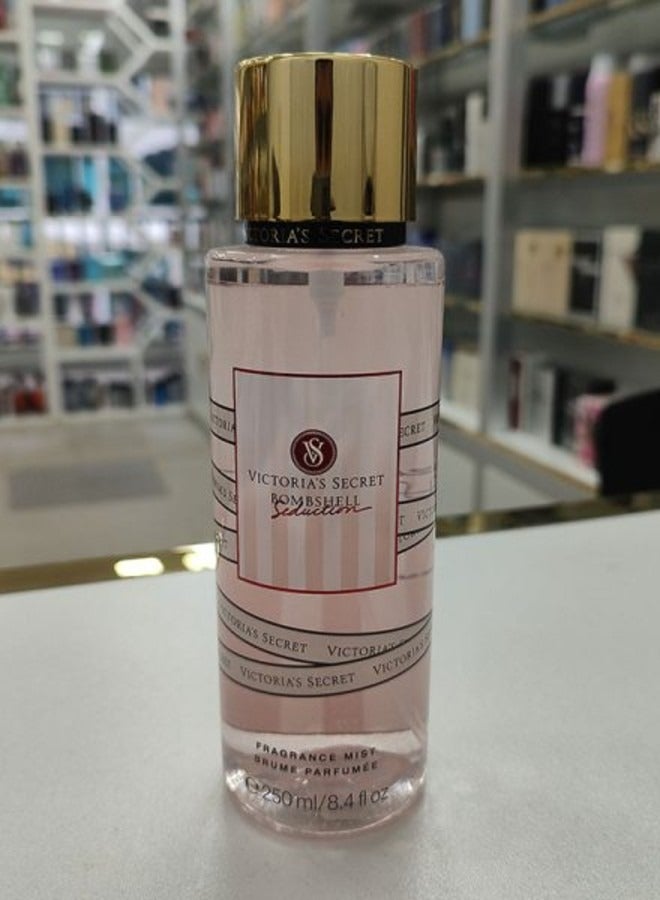 VICTORIA'S SECRET
VS
VICTORIA'S SECRET
BOMBSHELL
Seduction
VICTORIA'S SECRET
VICTORIA'S
VICTORIA'S SECRET
VICTORIA'S
FRAGRANCE MIST
BRUME PARFUMÉE
℮ 250 ml/8.4 fl oz